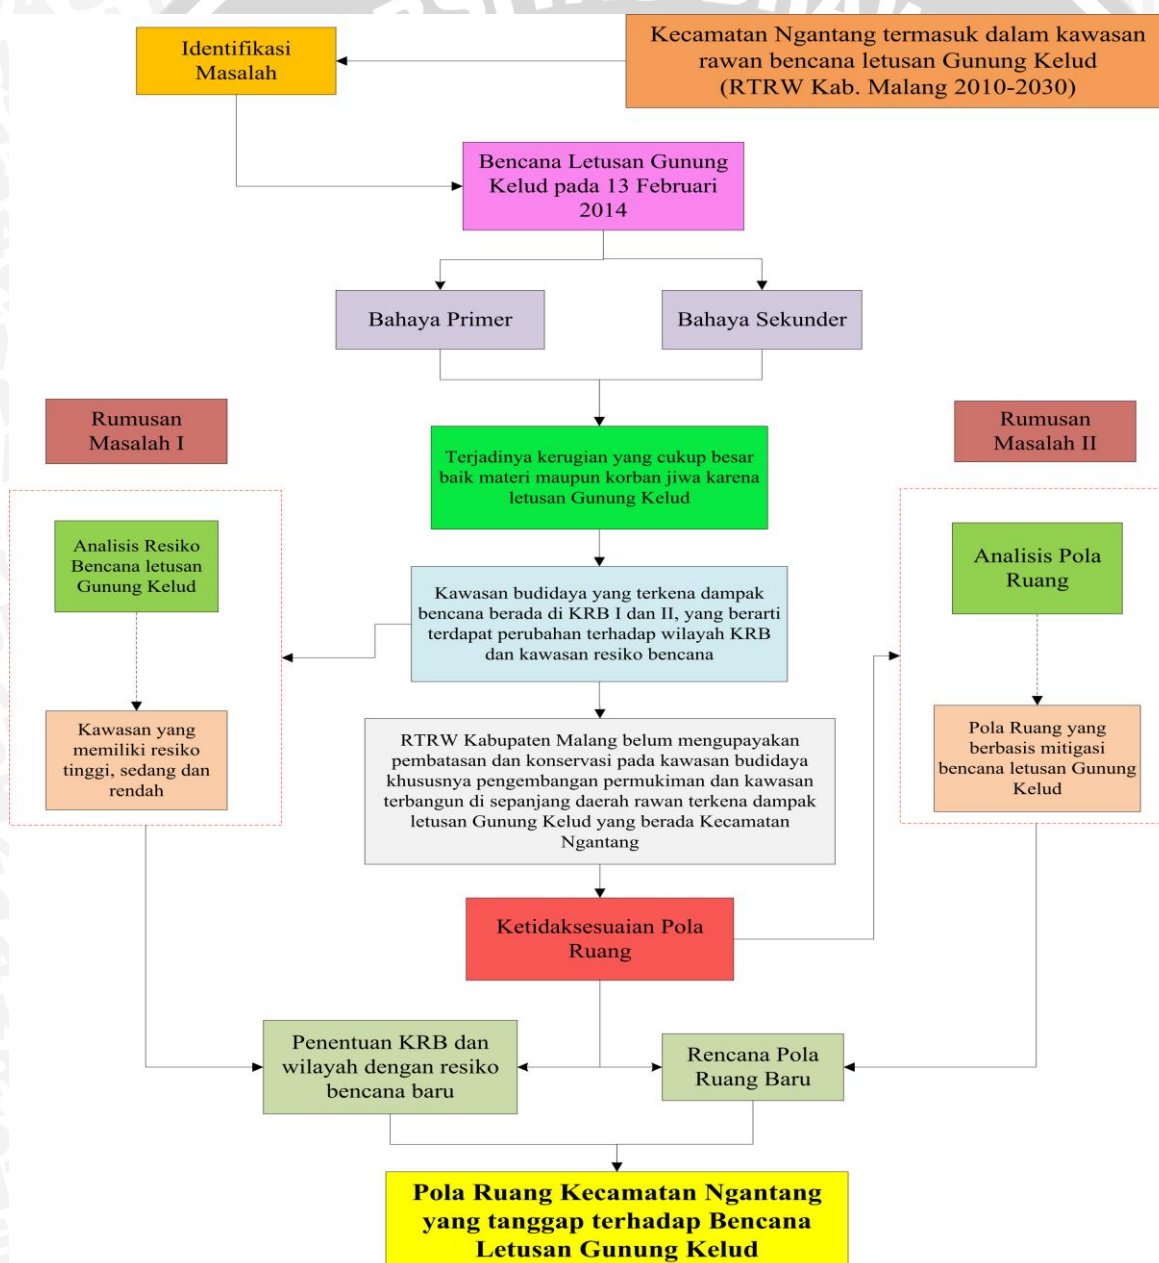 Identifikasi
Masalah
Kecamatan Ngantang termasuk dalam kawasan
rawan bencana letusan Gunung Kelud
(RTRW Kab. Malang 2010-2030)
Bencana Letusan Gunung
Kelud pada 13 Februari
2014
Bahaya Primer
Bahaya Sekunder
Rumusan
Masalah I
Rumusan
Masalah II
Terjadinya kerugian yang cukup besar
baik materi maupun korban jiwa karena
letusan Gunung Kelud
Analisis Resiko
Bencana letusan
Gunung Kelud
Analisis Pola
Ruang
Kawasan budidaya yang terkena dampak
bencana berada di KRB I dan II, yang berarti
terdapat perubahan terhadap wilayah KRB
dan kawasan resiko bencana
Kawasan yang
memiliki resiko
tinggi, sedang dan
rendah
RTRW Kabupaten Malang belum mengupayakan
pembatasan dan konservasi pada kawasan budidaya
khususnya pengembangan permukiman dan kawasan
terbangun di sepanjang daerah rawan terkena dampak
letusan Gunung Kelud yang berada Kecamatan
Ngantang
Pola Ruang yang
berbasis mitigasi
bencana letusan Gunung
Kelud
Ketidaksesuaian Pola
Ruang
Penentuan KRB dan
wilayah dengan resiko
bencana baru
Rencana Pola
Ruang Baru
Pola Ruang Kecamatan Ngantang
yang tanggap terhadap Bencana
Letusan Gunung Kelud